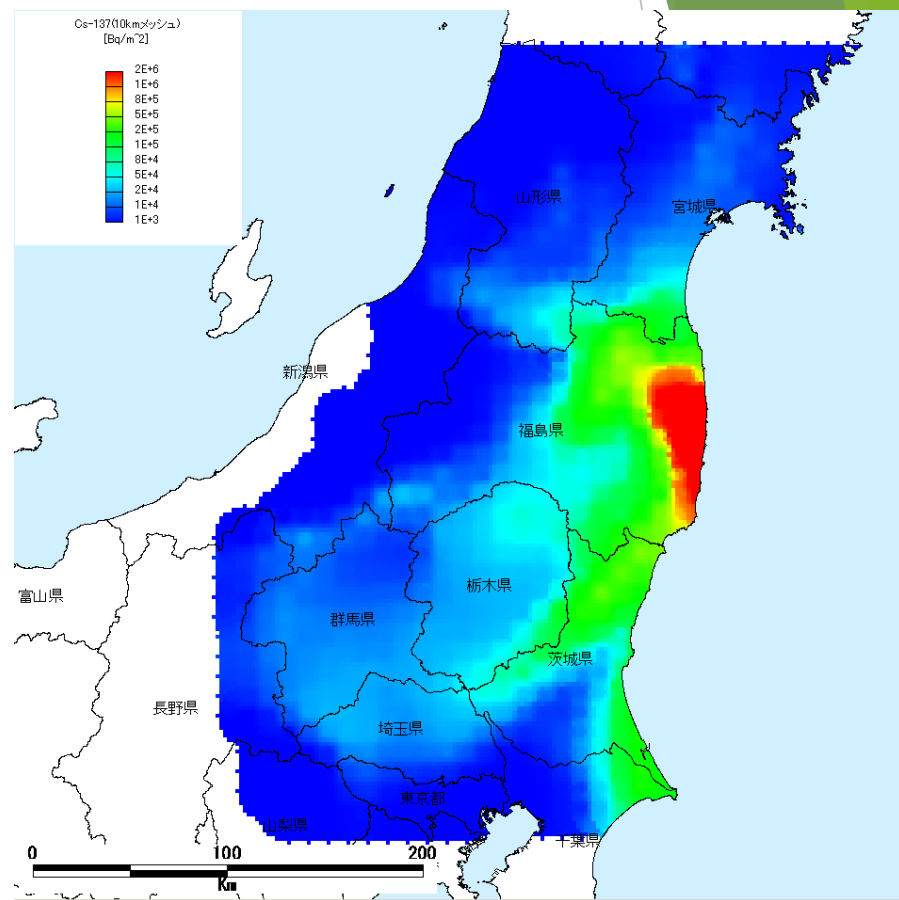 Cs-137(10kmメッシュ)
[Bq/m^2]
2E+6
1E+6
8E+5
5E+5
2E+5
1E+5
8E+4
5E+4
2E+4
1E+4
1E+3
山形県
宮城県
新潟県
福島県
栃木県
富山県
群馬県
茨城県
長野県
埼玉県
東京都
山梨県
千葉県
0 100 200
Km